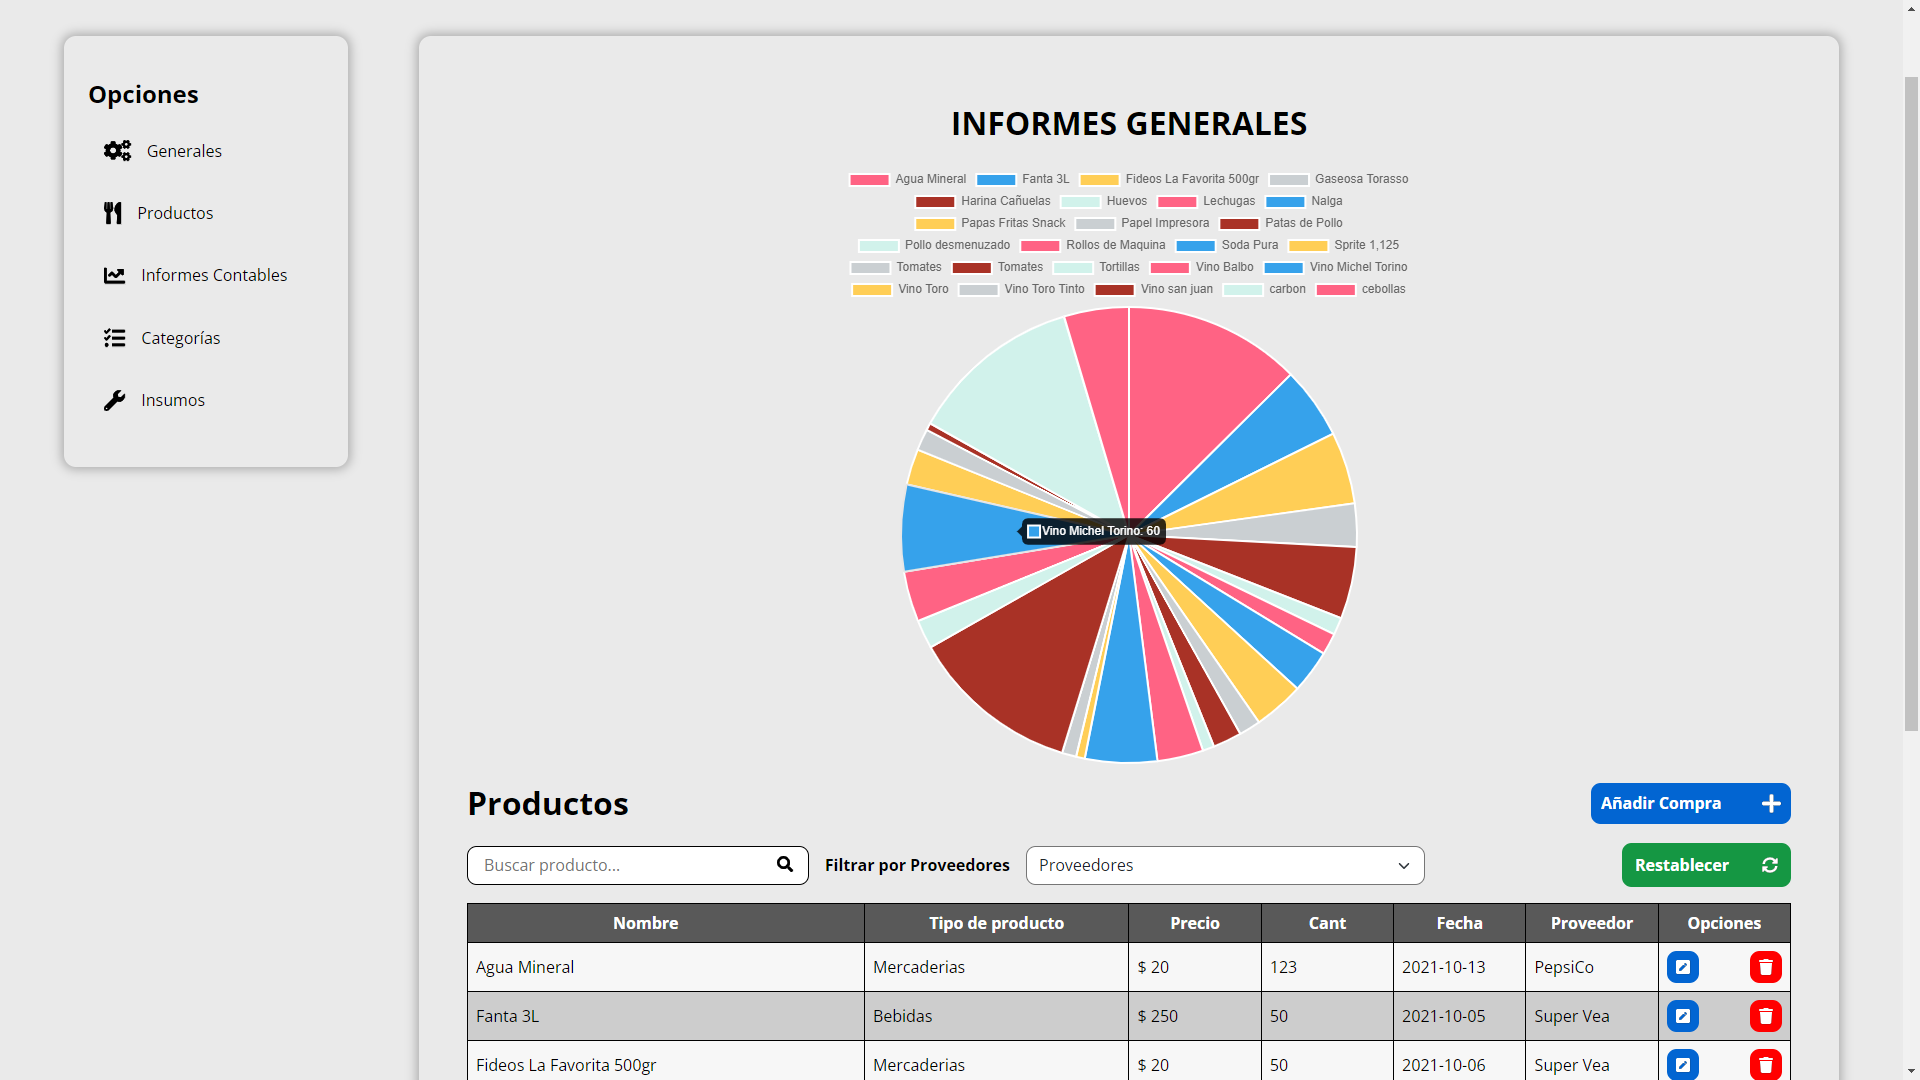 Opciones
Generales
Productos
Informes Contables
Categorías
Insumos
INFORMES GENERALES
Agua Mineral Fanta 3L Fideos La Favorita 500gr Gaseosa Torasso
Harina Cañuelas Huevos Lechugas Nalga
Papas Fritas Snack Papel Impresora Patas de Pollo
Pollo desmenuzado Rollos de Maquina Soda Pura Sprite 1,125
Tomates Tomates Tortillas Vino Balbo Vino Michel Torino
Vino Toro Vino Toro Tinto Vino san juan carbon cebollas
Vino Michel Torino: 60
Productos
Añadir Compra
Buscar producto... Filtrar por Proveedores Proveedores Restablecer
Nombre Tipo de producto Precio Cant Fecha Proveedor Opciones
Agua Mineral Mercaderias $ 20 123 2021-10-13 PepsiCo
Fanta 3L Bebidas $ 250 50 2021-10-05 Super Vea
Fideos La Favorita 500gr Mercaderias $ 20 50 2021-10-06 Super Vea